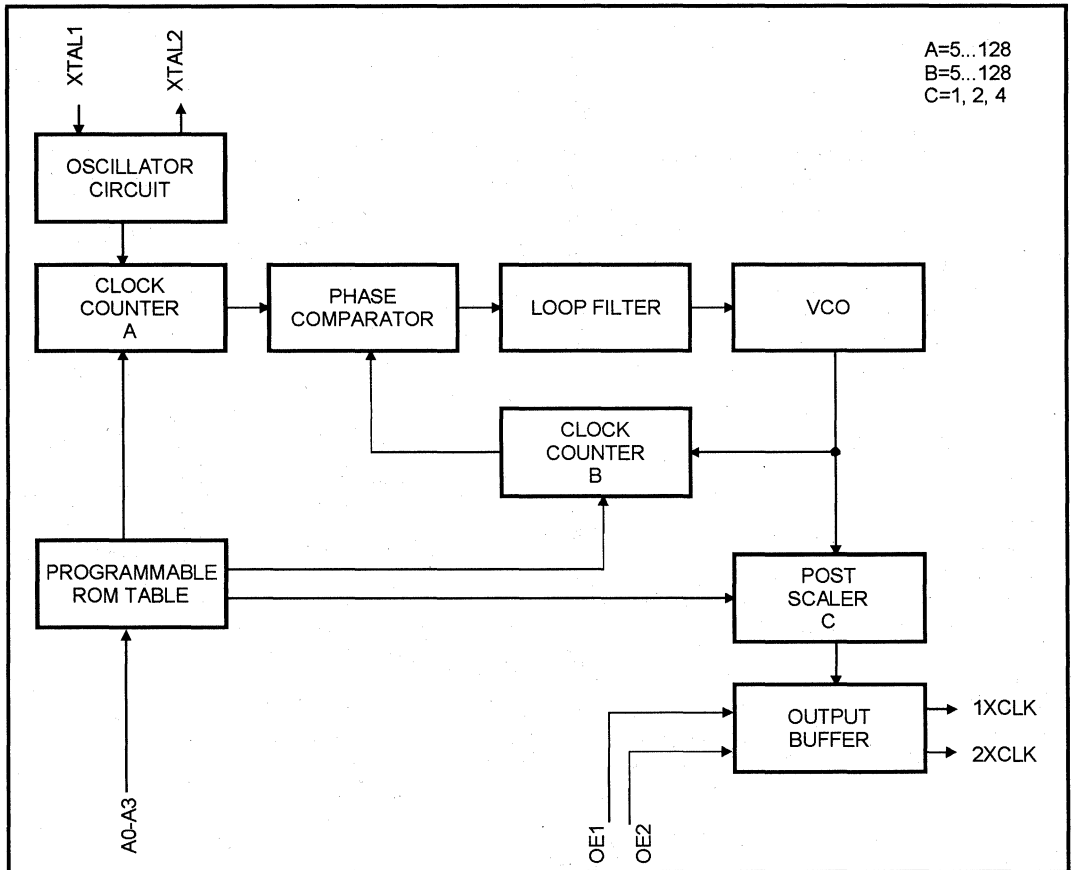 XTAL1
XTAL2
A=5...128
B=5...128
C=1, 2, 4
OSCILLATOR
CIRCUIT
CLOCK
COUNTER
A
PHASE
COMPARATOR
LOOP FILTER
VCO
CLOCK
COUNTER
B
PROGRAMMABLE
ROM TABLE
POST
SCALER
C
OUTPUT
BUFFER
1XCLK
2XCLK
A0-A3
OE1
OE2